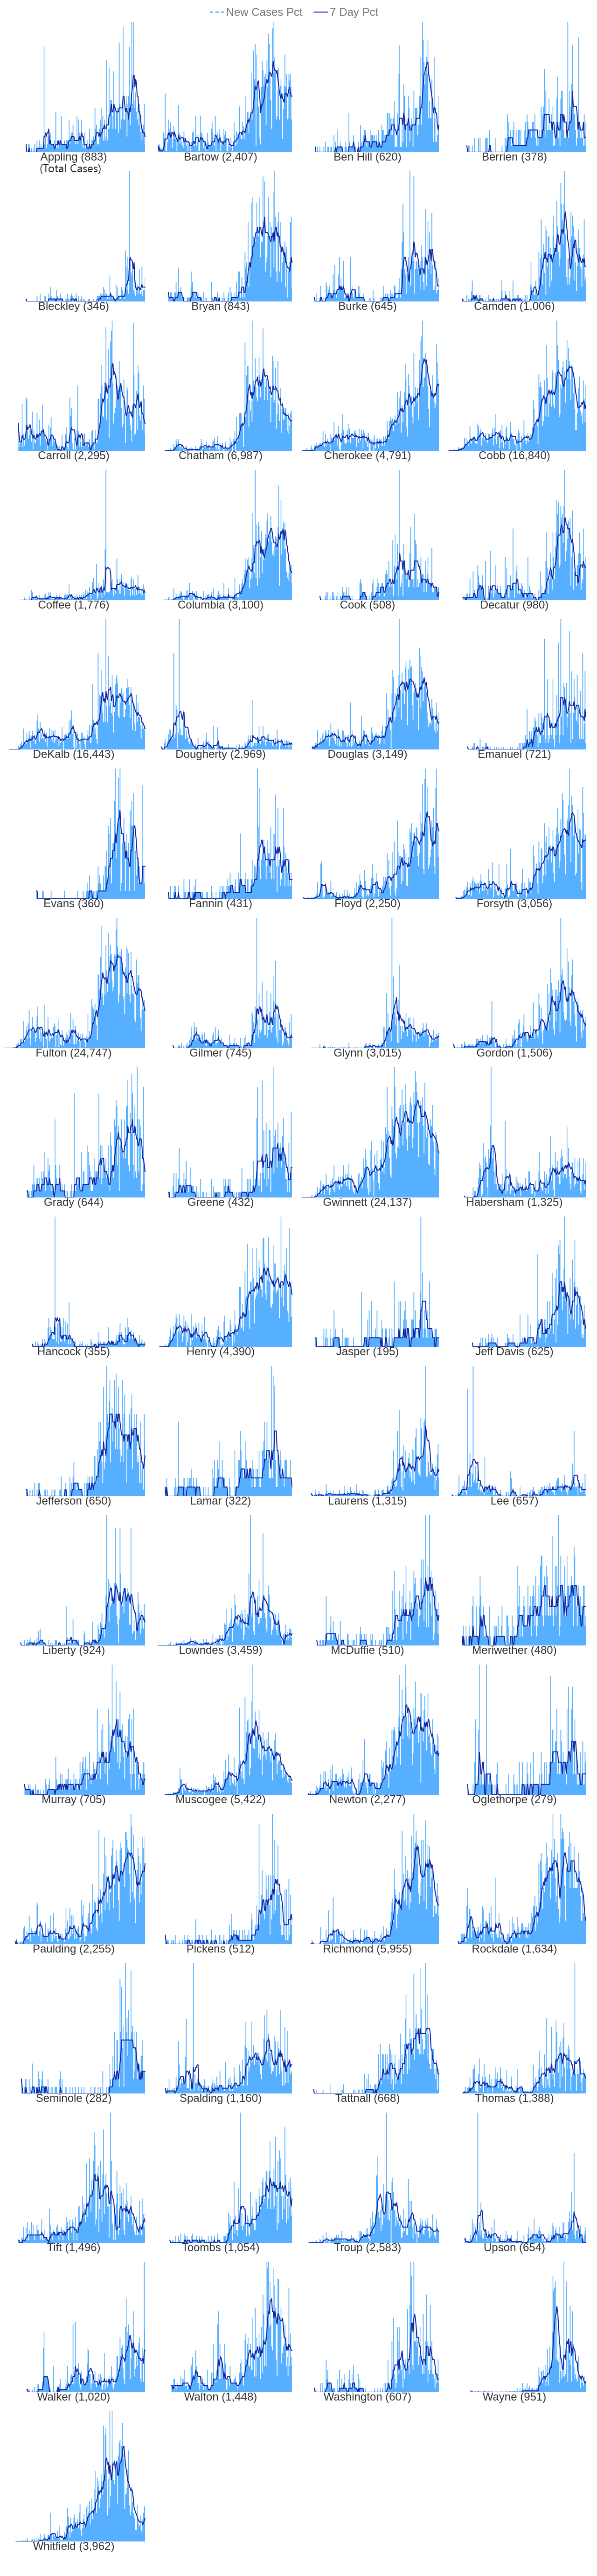 New Cases Pct 7 Day Pct
Appling (883) Bartow (2,407) Ben Hill (620) Berrien (378)
(Total Cases)
Bleckley (346) Bryan (843) Burke (645) Camden (1,006)
Carroll (2,295) Chatham (6,987) Cherokee (4,791) Cobb (16,840)
Coffee (1,776) Columbia (3,100) Cook (508) Decatur (980)
DeKalb (16,443) Dougherty (2,969) Douglas (3,149) Emanuel (721)
Evans (360) Fannin (431) Floyd (2,250) Forsyth (3,056)
Fulton (24,747) Gilmer (745) Glynn (3,015) Gordon (1,506)
Grady (644) Greene (432) Gwinnett (24,137) Habersham (1,325)
Hancock (355) Henry (4,390) Jasper (195) Jeff Davis (625)
Jefferson (650) Lamar (322) Laurens (1,315) Lee (657)
Liberty (924) Lowndes (3,459) McDuffie (510) Meriwether (480)
Murray (705) Muscogee (5,422) Newton (2,277) Oglethorpe (279)
Paulding (2,255) Pickens (512) Richmond (5,955) Rockdale (1,634)
Seminole (282) Spalding (1,160) Tattnall (668) Thomas (1,388)
Tift (1,496) Toombs (1,054) Troup (2,583) Upson (654)
Walker (1,020) Walton (1,448) Washington (607) Wayne (951)
Whitfield (3,962)